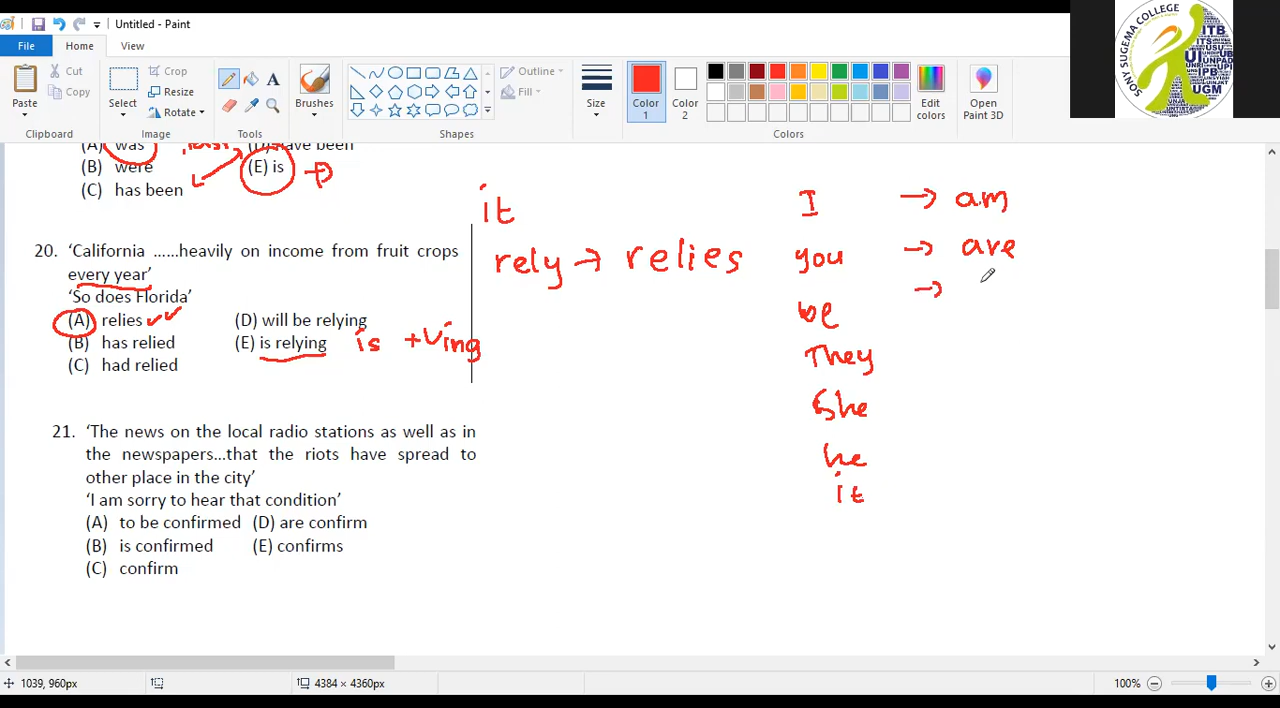 Untitled - Paint
File Home View
Paste Cut Copy
Clipboard
Select Crop Resize Rotate
Image
A
Tools
Brushes
Outline Fill
Shapes
Size
Color 1 Color 2
Edit colors
Colors
Open Paint 3D
SONY SUGEMA COLLEGE
ITB
UNPAD
IPB
UGM
(A) was (D) have been
(B) were (E) is
(C) has been
20. ‘California ......heavily on income from fruit crops
every year’
‘So does Florida’
(A) relies (D) will be relying
(B) has relied (E) is relying is +Ving
(C) had relied
21. ‘The news on the local radio stations as well as in
the newspapers...that the riots have spread to
other place in the city’
‘I am sorry to hear that condition’
(A) to be confirmed (D) are confirm
(B) is confirmed (E) confirms
(C) confirm
it
rely → relies
I → am
you → are
→
They
She
he
it
1039, 960px
4384 × 4360px
100%